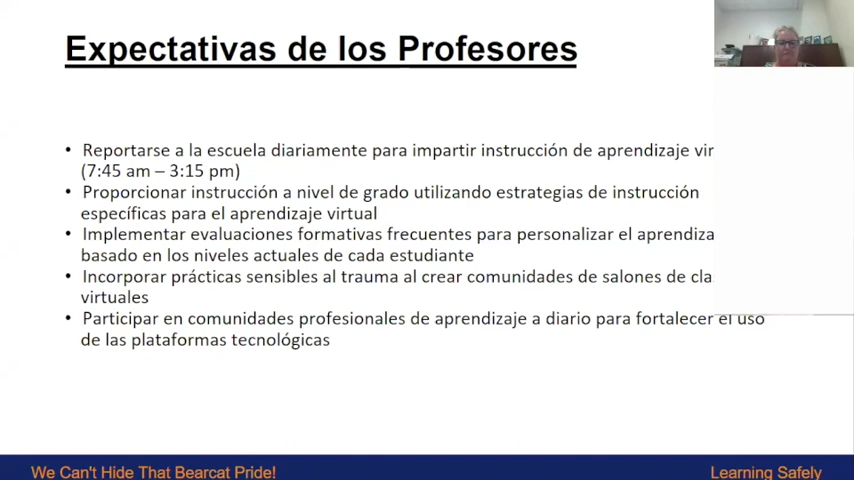 Expectativas de los Profesores
• Reportarse a la escuela diariamente para impartir instrucción de aprendizaje
(7:45 am – 3:15 pm)
• Proporcionar instrucción a nivel de grado utilizando estrategias de instrucción
específicas para el aprendizaje virtual
• Implementar evaluaciones formativas frecuentes para personalizar el
basado en los niveles actuales de cada estudiante
• Incorporar prácticas sensibles al trauma al crear comunidades de salones de
virtuales
• Participar en comunidades profesionales de aprendizaje a diario para fortalecer el uso
de las plataformas tecnológicas
We Can't Hide That Bearcat Pride!
Learning Safely